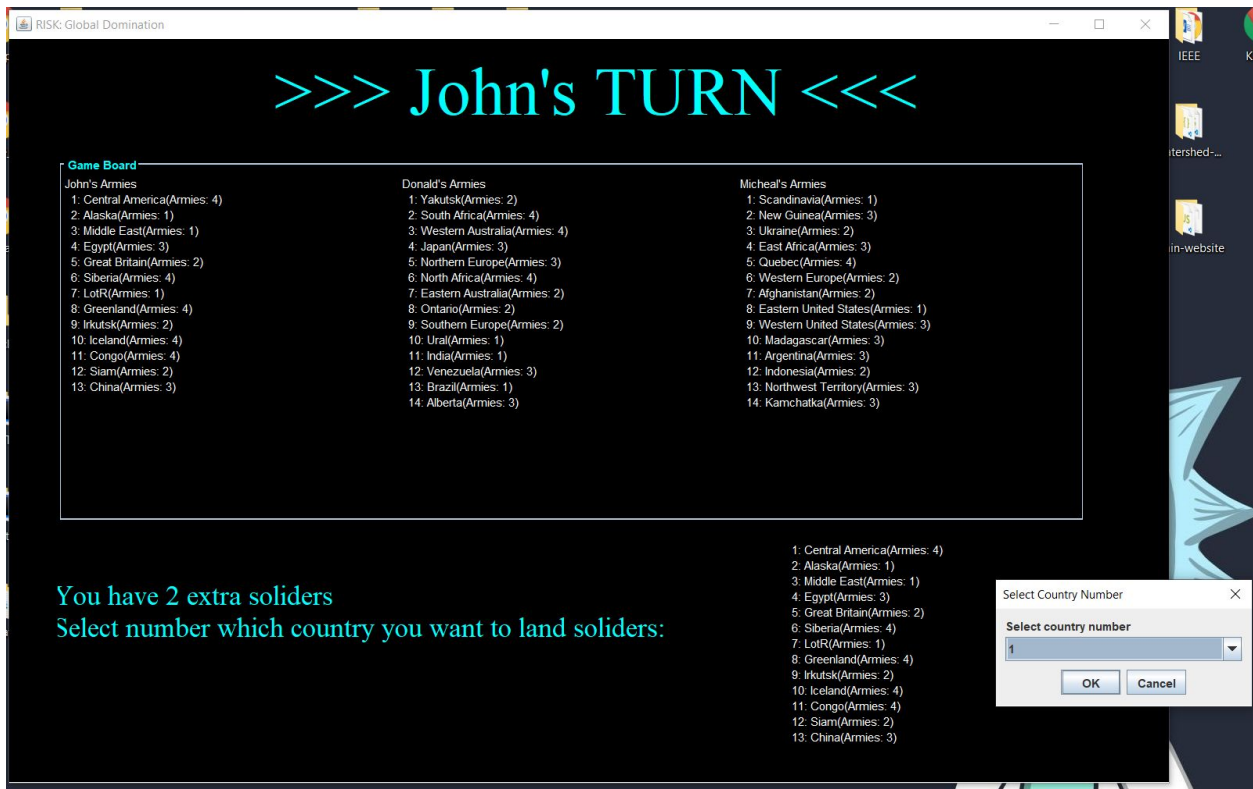 RISK: Global Domination
IEEE
>>> John's TURN <<<
tershed-...
in-website
Game Board
John's Armies
1: Central America(Armies: 4)
2: Alaska(Armies: 1)
3: Middle East(Armies: 1)
4: Egypt(Armies: 3)
5: Great Britain(Armies: 2)
6: Siberia(Armies: 4)
7: LotR(Armies: 1)
8: Greenland(Armies: 4)
9: Irkutsk(Armies: 2)
10: Iceland(Armies: 4)
11: Congo(Armies: 4)
12: Siam(Armies: 2)
13: China(Armies: 3)
Donald's Armies
1: Yakutsk(Armies: 2)
2: South Africa(Armies: 4)
3: Western Australia(Armies: 4)
4: Japan(Armies: 3)
5: Northern Europe(Armies: 3)
6: North Africa(Armies: 4)
7: Eastern Australia(Armies: 2)
8: Ontario(Armies: 2)
9: Southern Europe(Armies: 2)
10: Ural(Armies: 1)
11: India(Armies: 1)
12: Venezuela(Armies: 3)
13: Brazil(Armies: 1)
14: Alberta(Armies: 3)
Micheal's Armies
1: Scandinavia(Armies: 1)
2: New Guinea(Armies: 3)
3: Ukraine(Armies: 2)
4: East Africa(Armies: 3)
5: Quebec(Armies: 4)
6: Western Europe(Armies: 2)
7: Afghanistan(Armies: 2)
8: Eastern United States(Armies: 1)
9: Western United States(Armies: 3)
10: Madagascar(Armies: 3)
11: Argentina(Armies: 3)
12: Indonesia(Armies: 2)
13: Northwest Territory(Armies: 3)
14: Kamchatka(Armies: 3)
You have 2 extra soliders
Select number which country you want to land soliders:
1: Central America(Armies: 4)
2: Alaska(Armies: 1)
3: Middle East(Armies: 1)
4: Egypt(Armies: 3)
5: Great Britain(Armies: 2)
6: Siberia(Armies: 4)
7: LotR(Armies: 1)
8: Greenland(Armies: 4)
9: Irkutsk(Armies: 2)
10: Iceland(Armies: 4)
11: Congo(Armies: 4)
12: Siam(Armies: 2)
13: China(Armies: 3)
Select Country Number
Select country number
1
OK Cancel